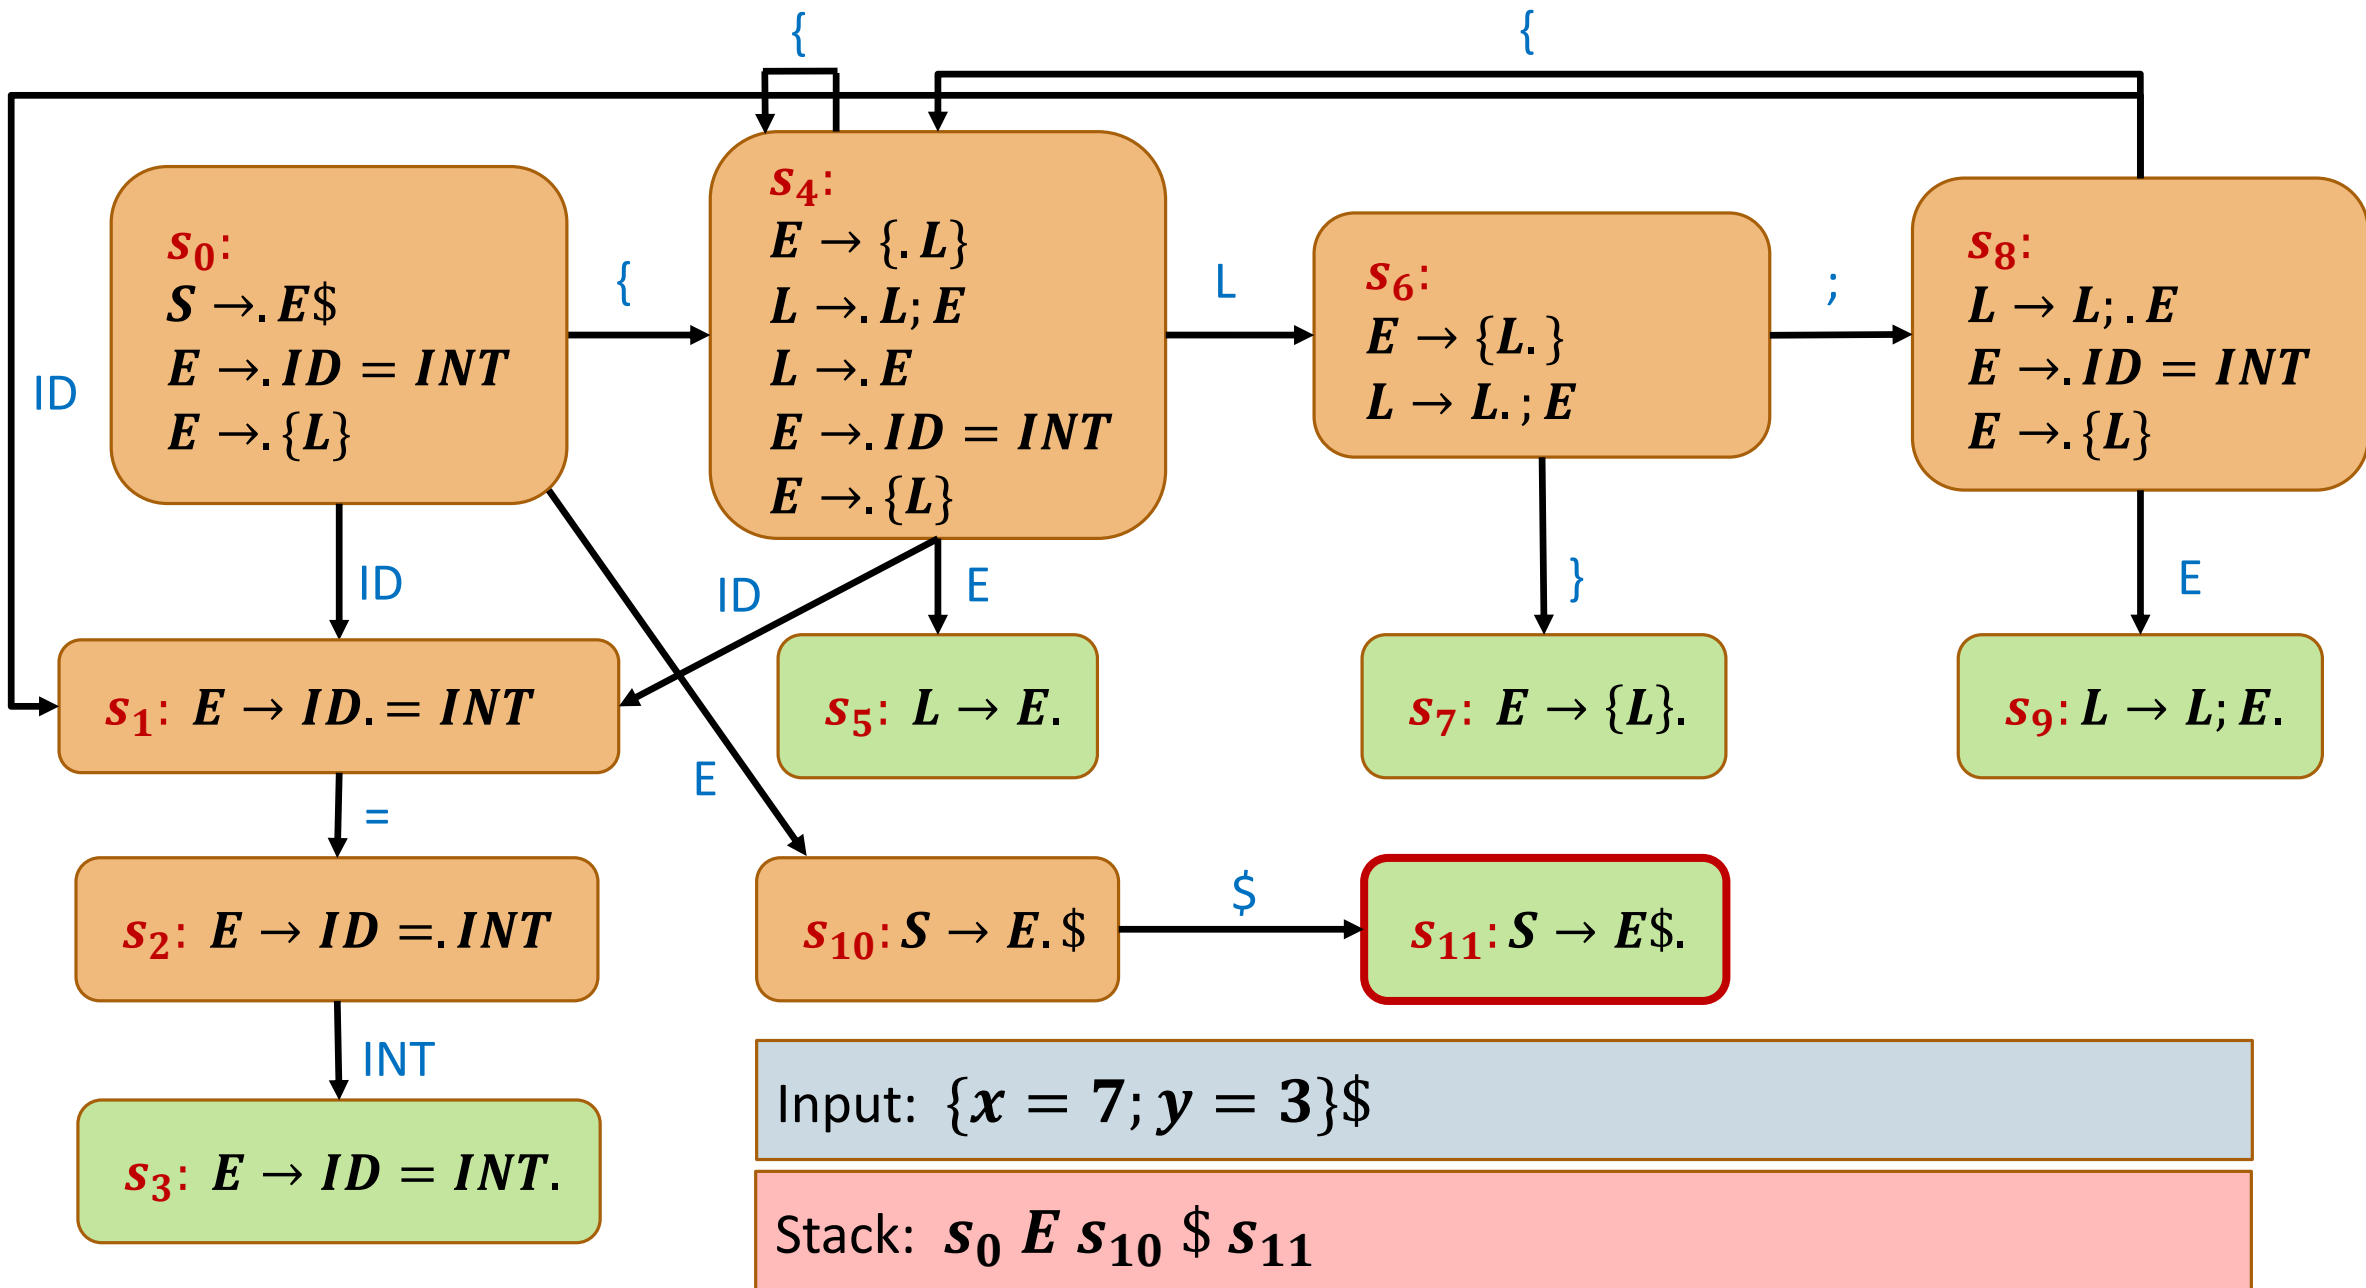 {
{
s₀:
S →. E$
E →. ID = INT
E →. {L}
{
s₄:
E → {. L}
L →. L; E
L →. E
E →. ID = INT
E →. {L}
L
s₆:
E → {L. }
L → L. ; E
;
s₈:
L → L; . E
E →. ID = INT
E →. {L}
ID
ID
ID
E
}
E
s₁: E → ID. = INT
s₅: L → E.
s₇: E → {L}.
s₉: L → L; E.
E
=
s₂: E → ID =. INT
s₁₀: S → E. $
$
s₁₁: S → E$.
INT
s₃: E → ID = INT.
Input: {x = 7; y = 3}$
Stack: s₀ E s₁₀ $ s₁₁